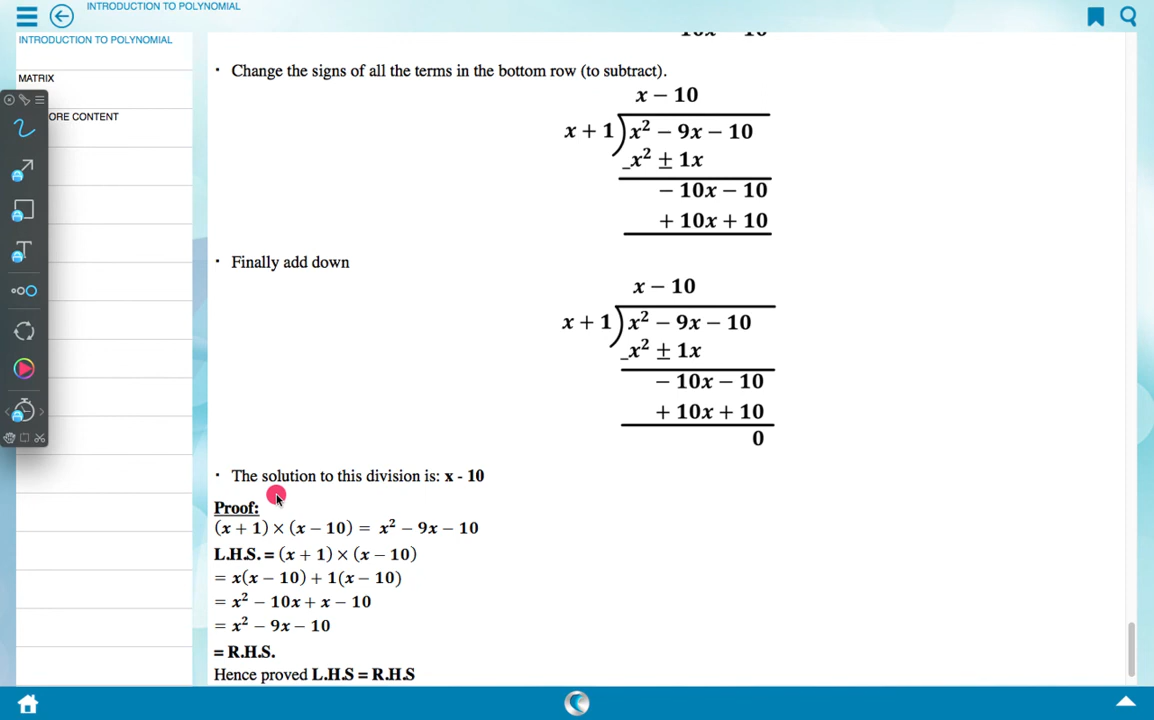 INTRODUCTION TO POLYNOMIAL
INTRODUCTION TO POLYNOMIAL
MATRIX
ORE CONTENT
· Change the signs of all the terms in the bottom row (to subtract).
x − 10
x + 1 ) x² − 9x − 10
_x² ± 1x
− 10x − 10
+ 10x + 10
· Finally add down
x − 10
x + 1 ) x² − 9x − 10
_x² ± 1x
− 10x − 10
+ 10x + 10
0
· The solution to this division is: x - 10
Proof:
(x + 1) × (x − 10) = x² − 9x − 10
L.H.S. = (x + 1) × (x − 10)
= x(x − 10) + 1(x − 10)
= x² − 10x + x − 10
= x² − 9x − 10
= R.H.S.
Hence proved L.H.S = R.H.S